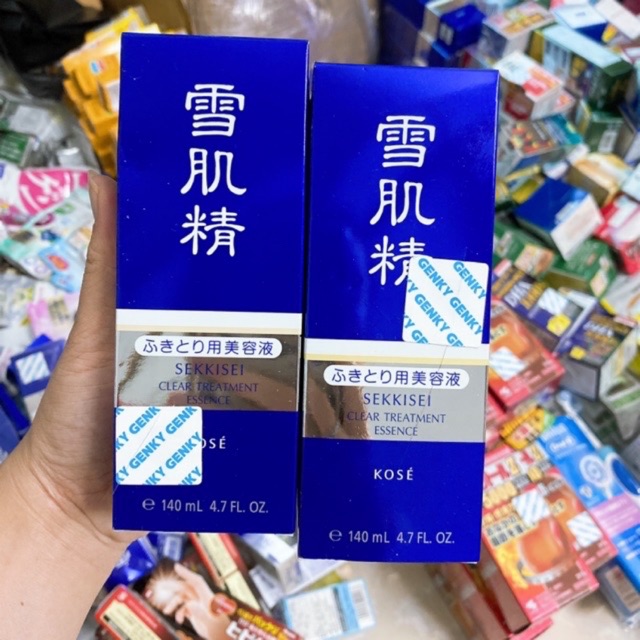 雪
肌
精
ふきとり用美容液
SEKKISEI
CLEAR TREATMENT
ESSENCE
GENKY GENKY
GENKY GENKY
KOSÉ
℮ 140 mL 4.7 FL. OZ.
雪
肌
精
GENKY
GENKY GENKY
ふきとり用美容液
SEKKISEI
CLEAR TREATMENT
ESSENCE
KOSÉ
℮ 140 mL 4.7 FL. OZ.